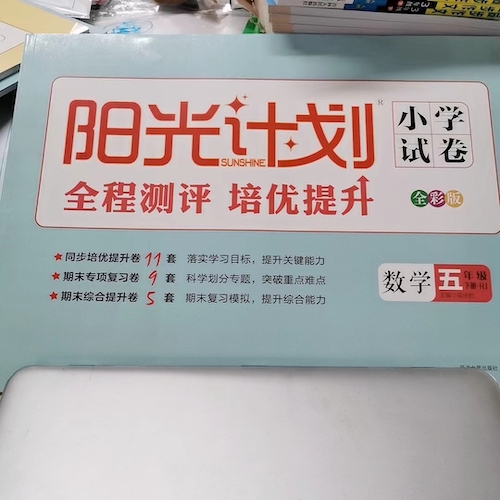 阳光计划
SUNSHINE
®
小学
试卷
全程测评 培优提升
全彩版
★同步培优提升卷 11 套 落实学习目标,提升关键能力
★期末专项复习卷 9 套 科学划分专题,突破重点难点
★期末综合提升卷 5 套 期末复习模拟,提升综合能力
数学 五 年级
下册·RJ